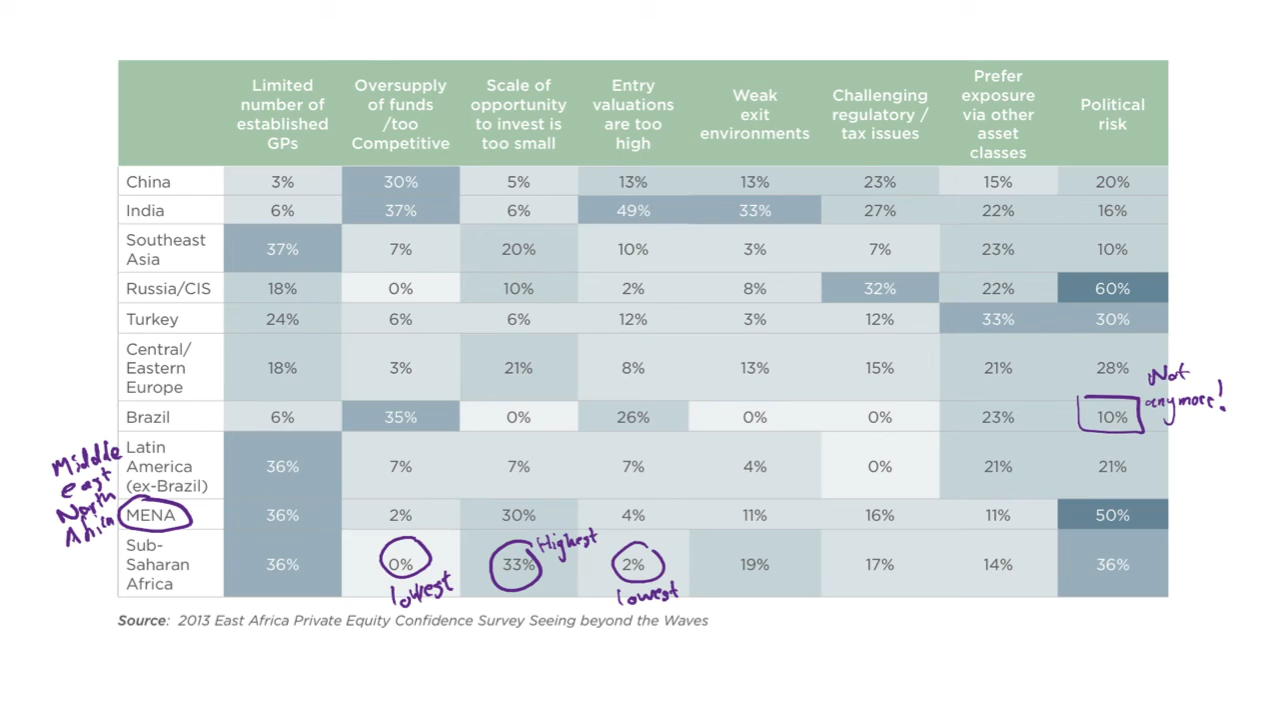 Limited number of established GPs
Oversupply of funds /too Competitive
Scale of opportunity to invest is too small
Entry valuations are too high
Weak exit environments
Challenging regulatory / tax issues
Prefer exposure via other asset classes
Political risk
China 3% 30% 5% 13% 13% 23% 15% 20%
India 6% 37% 6% 49% 33% 27% 22% 16%
Southeast Asia 37% 7% 20% 10% 3% 7% 23% 10%
Russia/CIS 18% 0% 10% 2% 8% 32% 22% 60%
Turkey 24% 6% 6% 12% 3% 12% 33% 30%
Central/ Eastern Europe 18% 3% 21% 8% 13% 15% 21% 28%
Brazil 6% 35% 0% 26% 0% 0% 23% 10%
Not anymore!
Latin America (ex-Brazil) 36% 7% 7% 7% 4% 0% 21% 21%
Middle east North Africa
MENA 36% 2% 30% 4% 11% 16% 11% 50%
Sub-Saharan Africa 36% 0% 33% 2% 19% 17% 14% 36%
lowest
Highest
lowest
Source: 2013 East Africa Private Equity Confidence Survey Seeing beyond the Waves